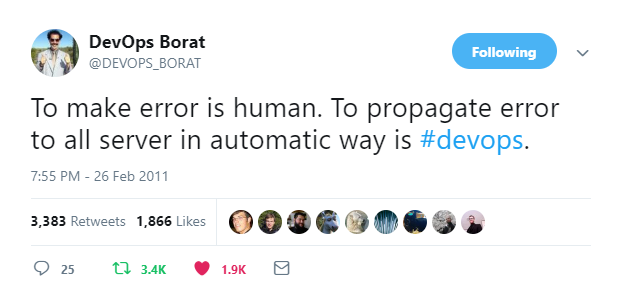 DevOps Borat
@DEVOPS_BORAT
Following
To make error is human. To propagate error
to all server in automatic way is #devops.
7:55 PM - 26 Feb 2011
3,383 Retweets 1,866 Likes
25 3.4K 1.9K